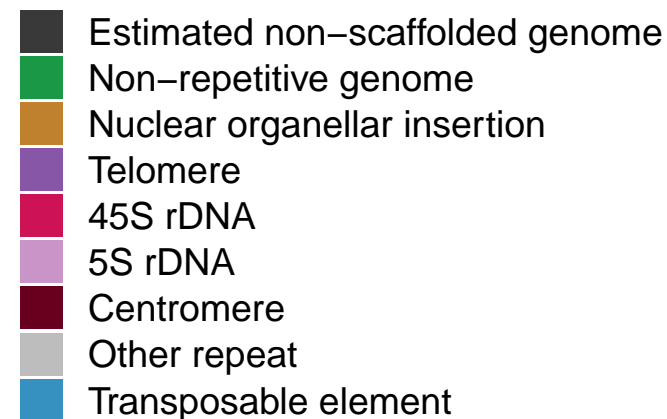 Estimated non−scaffolded genome
Non−repetitive genome
Nuclear organellar insertion
Telomere
45S rDNA
5S rDNA
Centromere
Other repeat
Transposable element